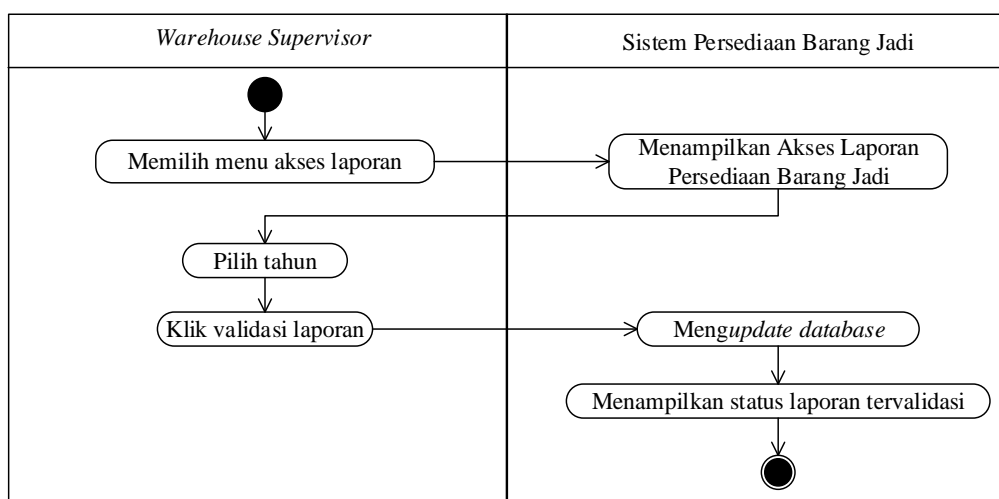 Warehouse Supervisor
Sistem Persediaan Barang Jadi
Memilih menu akses laporan
Menampilkan Akses Laporan
Persediaan Barang Jadi
Pilih tahun
Klik validasi laporan
Mengupdate database
Menampilkan status laporan tervalidasi